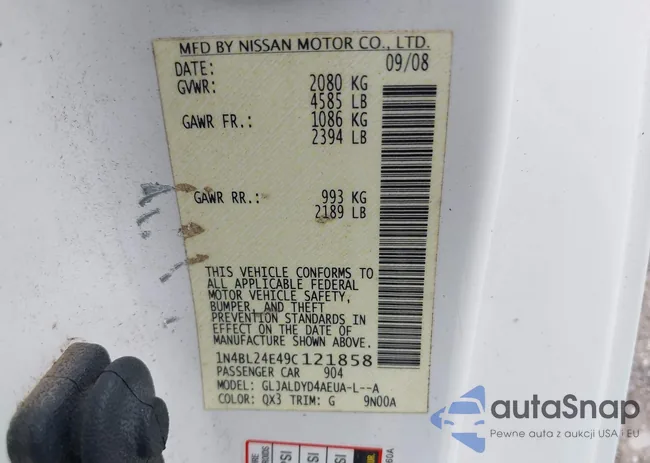 MFD BY NISSAN MOTOR CO., LTD.
DATE: 09/08
GVWR: 2080 KG
4585 LB
GAWR FR.: 1086 KG
2394 LB
GAWR RR.: 993 KG
2189 LB
THIS VEHICLE CONFORMS TO
ALL APPLICABLE FEDERAL
MOTOR VEHICLE SAFETY,
BUMPER, AND THEFT
PREVENTION STANDARDS IN
EFFECT ON THE DATE OF
MANUFACTURE SHOWN ABOVE.
1N4BL24E49C121858
PASSENGER CAR 904
MODEL: GLJALDYD4AEUA-L--A
COLOR: QX3 TRIM: G 9N00A
autoSnap
Pewne auta z aukcji USA i EU